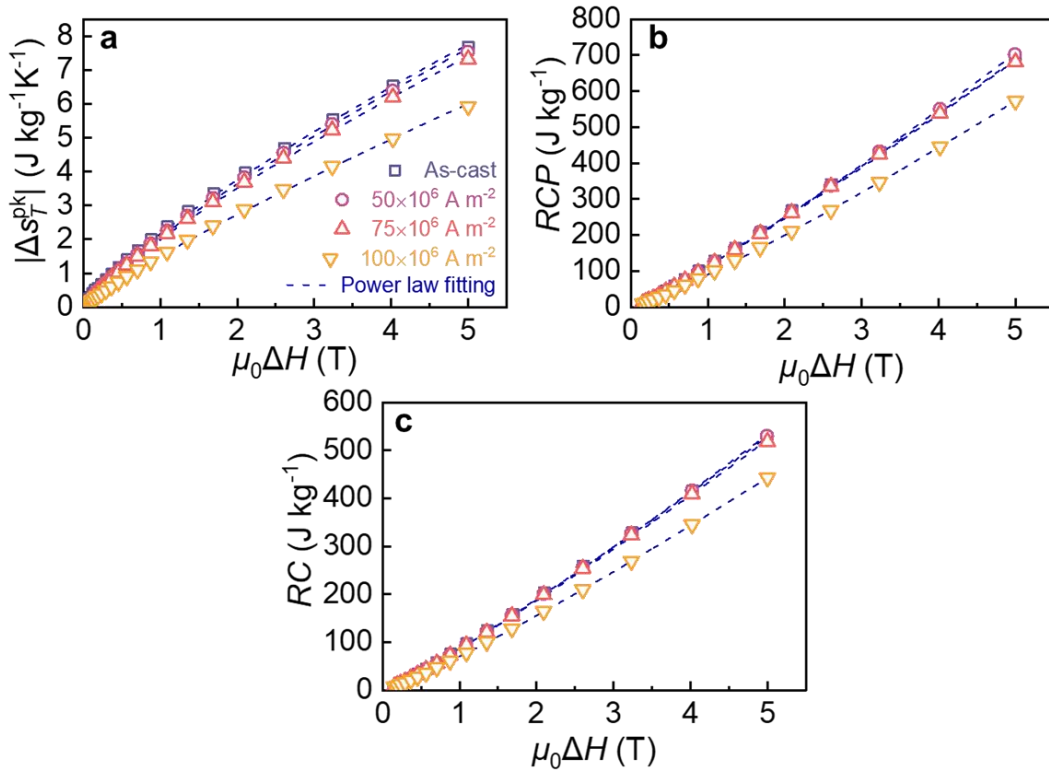 a
|Δs_T^pk| (J kg⁻¹K⁻¹)
8
7
6
5
4
3
2
1
0
As-cast
50×10⁶ A m⁻²
75×10⁶ A m⁻²
100×10⁶ A m⁻²
Power law fitting
0 1 2 3 4 5
μ₀ΔH (T)
b
RCP (J kg⁻¹)
800
700
600
500
400
300
200
100
0
0 1 2 3 4 5
μ₀ΔH (T)
c
RC (J kg⁻¹)
600
500
400
300
200
100
0
0 1 2 3 4 5
μ₀ΔH (T)